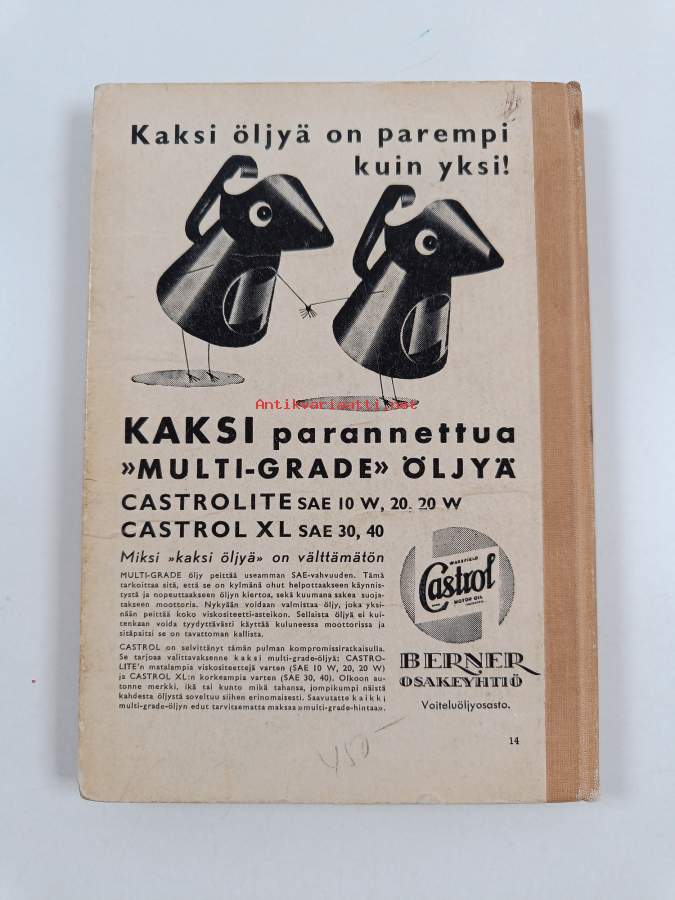 Kaksi öljyä on parempi
kuin yksi!
Antikvariaatti.net
KAKSI parannettua
»MULTI-GRADE» ÖLJYÄ
CASTROLITE SAE 10 W, 20. 20 W
CASTROL XL SAE 30, 40
Miksi »kaksi öljyä» on välttämätön
MULTI-GRADE öljy peittää useamman SAE-vahvuuden. Tämä
tarkoittaa sitä, että se on kylmänä ohut helpottaakseen käynnis-
tystä ja nopeuttaakseen öljyn kiertoa, sekä kuumana sakea suoja-
takseen moottoria. Nykyään voidaan valmistaa öljy, joka yksi-
nään peittää koko viskositeetti-asteikon. Sellaista öljyä ei kui-
tenkaan voida tyydyttävästi käyttää kuluneessa moottorissa ja
sitäpaitsi se on tavattoman kallista.
CASTROL on selvittänyt tämän pulman kompromissiratkaisulla.
Se tarjoaa valittavaksenne kaksi multi-grade-öljyä: CASTRO-
LITE'n matalampia viskositeettejä varten (SAE 10 W, 20, 20 W)
ja CASTROL XL:n korkeampia varten (SAE 30, 40). Olkoon au-
tonne merkki, ikä tai kunto mikä tahansa, jompikumpi näistä
kahdesta öljystä soveltuu siihen erinomaisesti. Saavutatte kaikki
multi-grade-öljyn edut tarvitsematta maksaa »multi-grade-hintaa».
WAKEFIELD
Castrol
MOTOR OIL
BERNER
OSAKEYHTIÖ
Voiteluöljyosasto.
14